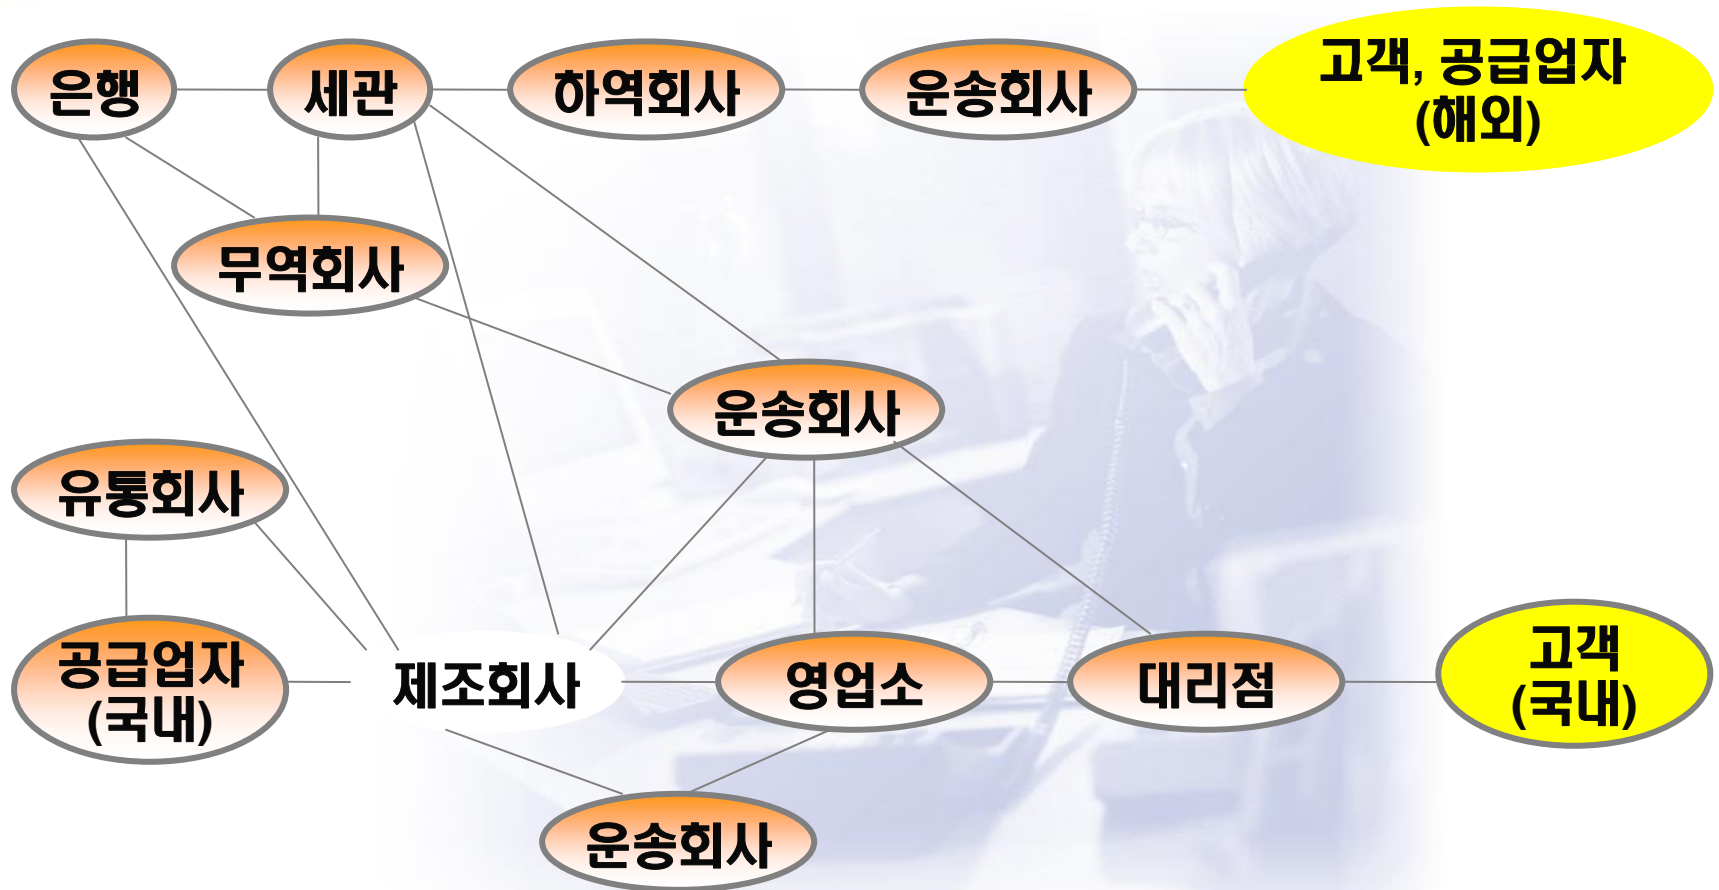 은행
세관
하역회사
운송회사
고객, 공급업자
(해외)
무역회사
운송회사
유통회사
공급업자
(국내)
제조회사
영업소
대리점
고객
(국내)
운송회사